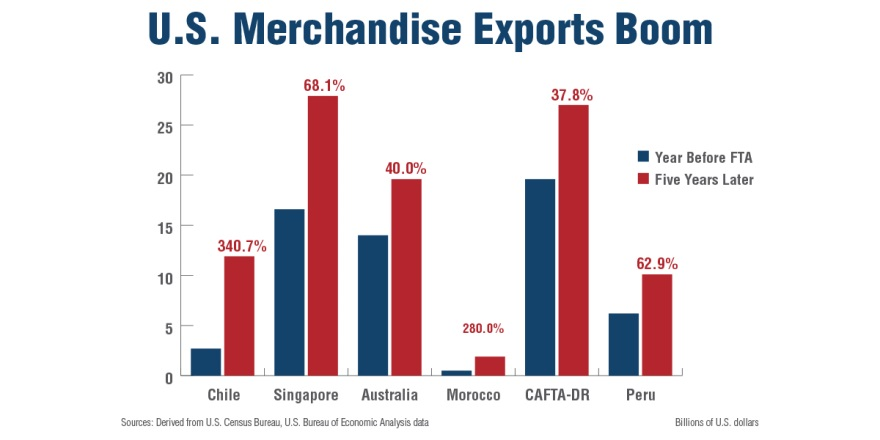 U.S. Merchandise Exports Boom
30
25
20
15
10
5
0
340.7%
68.1%
40.0%
280.0%
37.8%
62.9%
Year Before FTA
Five Years Later
Chile Singapore Australia Morocco CAFTA-DR Peru
Sources: Derived from U.S. Census Bureau, U.S. Bureau of Economic Analysis data
Billions of U.S. dollars